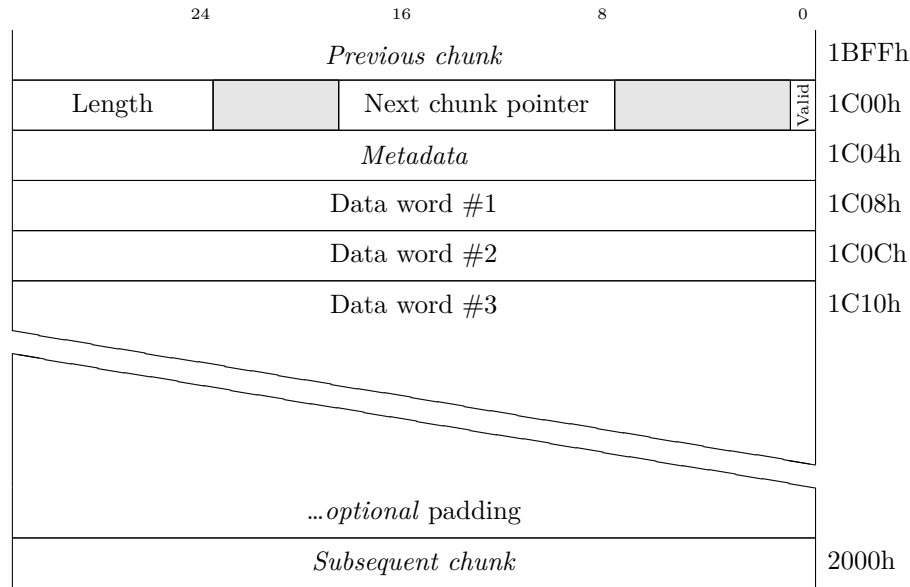 24 16 8 0
Previous chunk 1BFFh
Length Next chunk pointer Valid 1C00h
Metadata 1C04h
Data word #1 1C08h
Data word #2 1C0Ch
Data word #3 1C10h
...optional padding
Subsequent chunk 2000h